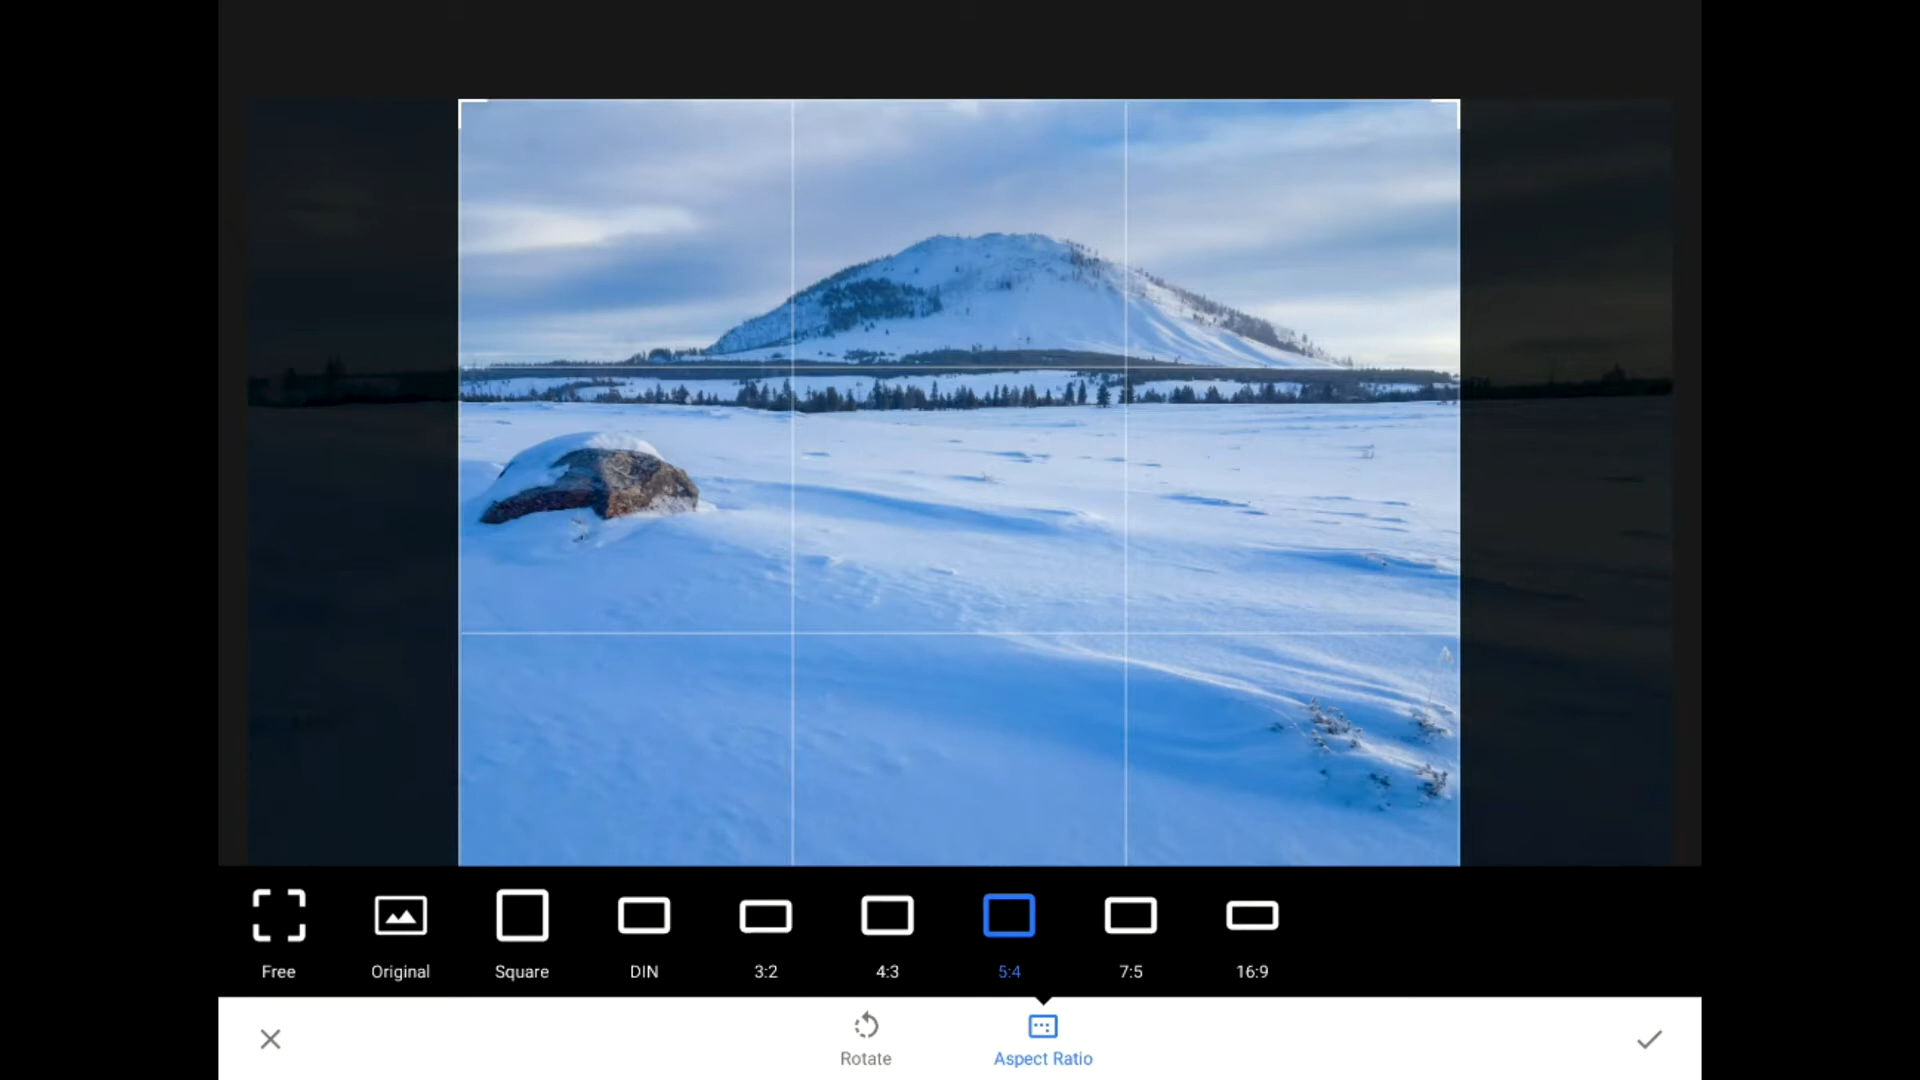 Free
Original
Square
DIN
3:2
4:3
5:4
7:5
16:9
Rotate
Aspect Ratio